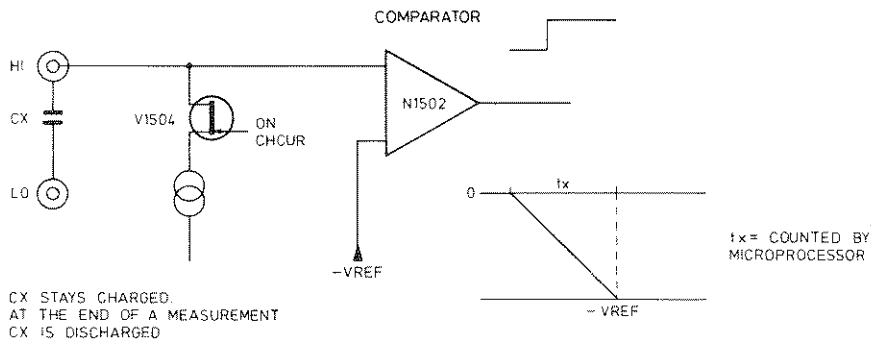 COMPARATOR
HI
CX
V1504
ON
CHCUR
N1502
LO
0
tx
tx= COUNTED BY
MICROPROCESSOR
-VREF
-VREF
CX STAYS CHARGED.
AT THE END OF A MEASUREMENT
CX IS DISCHARGED